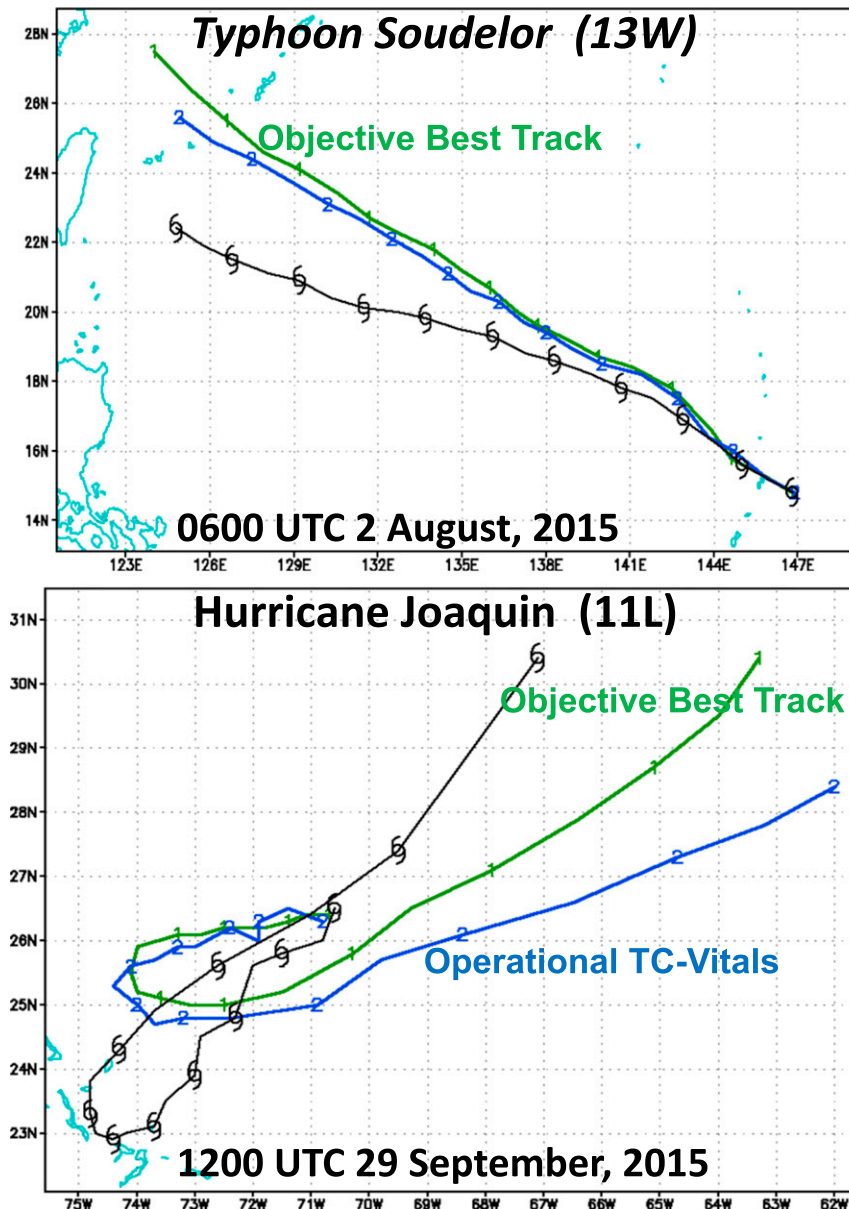 Typhoon Soudelor (13W)
28N
26N
Objective Best Track
24N
22N
20N
18N
16N
14N
0600 UTC 2 August, 2015
123E 126E 129E 132E 135E 138E 141E 144E 147E
Hurricane Joaquin (11L)
31N
30N
Objective Best Track
29N
28N
27N
26N
Operational TC-Vitals
25N
24N
23N
1200 UTC 29 September, 2015
75W 74W 73W 72W 71W 70W 69W 68W 67W 66W 65W 64W 63W 62W